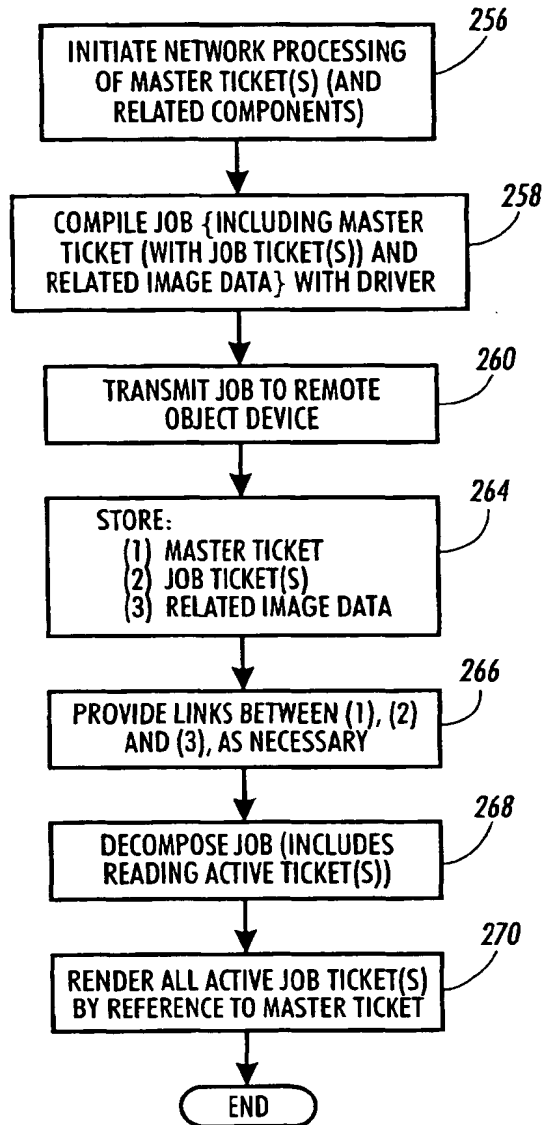 256
INITIATE NETWORK PROCESSING
OF MASTER TICKET(S) (AND
RELATED COMPONENTS)
258
COMPILE JOB {INCLUDING MASTER
TICKET (WITH JOB TICKET(S)) AND
RELATED IMAGE DATA} WITH DRIVER
260
TRANSMIT JOB TO REMOTE
OBJECT DEVICE
264
STORE:
(1) MASTER TICKET
(2) JOB TICKET(S)
(3) RELATED IMAGE DATA
266
PROVIDE LINKS BETWEEN (1), (2)
AND (3), AS NECESSARY
268
DECOMPOSE JOB (INCLUDES
READING ACTIVE TICKET(S))
270
RENDER ALL ACTIVE JOB TICKET(S)
BY REFERENCE TO MASTER TICKET
END